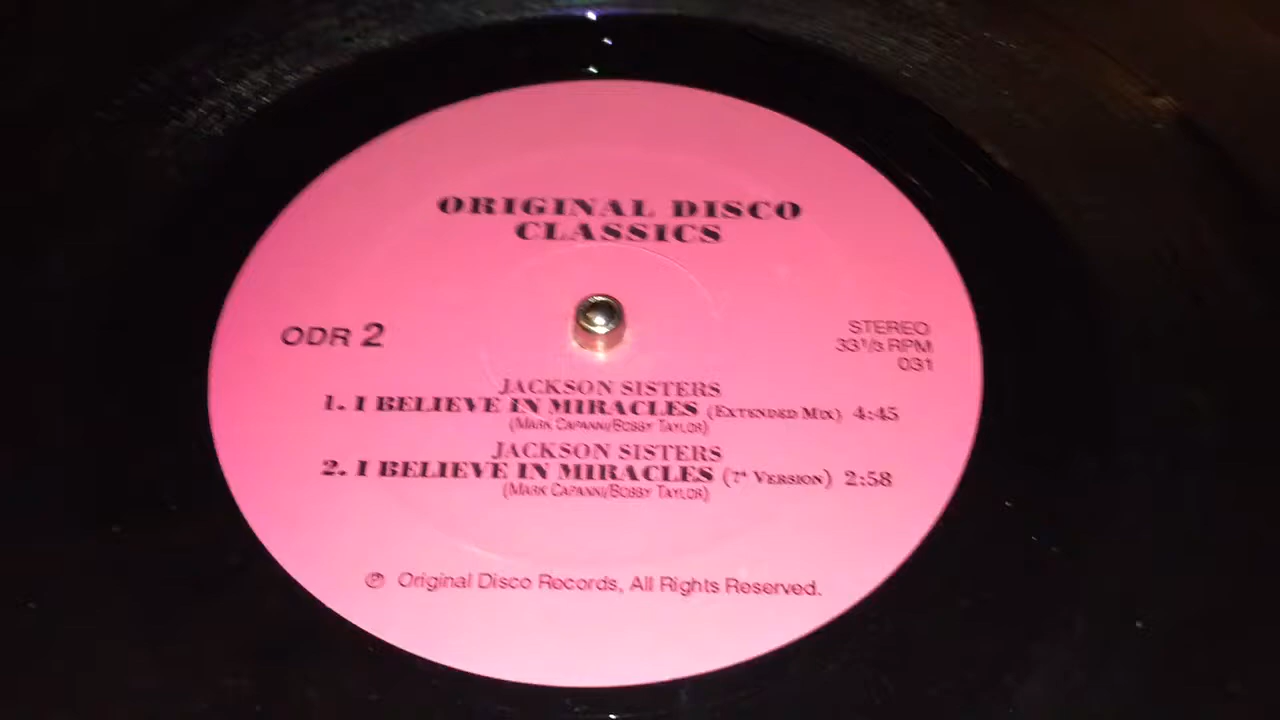 ORIGINAL DISCO
CLASSICS
ODR 2
STEREO
33 1/3 RPM
031
JACKSON SISTERS
1. I BELIEVE IN MIRACLES (EXTENDED MIX) 4:45
(MARK CAPANNI/BOBBY TAYLOR)
JACKSON SISTERS
2. I BELIEVE IN MIRACLES (7" VERSION) 2:58
(MARK CAPANNI/BOBBY TAYLOR)
℗ Original Disco Records, All Rights Reserved.